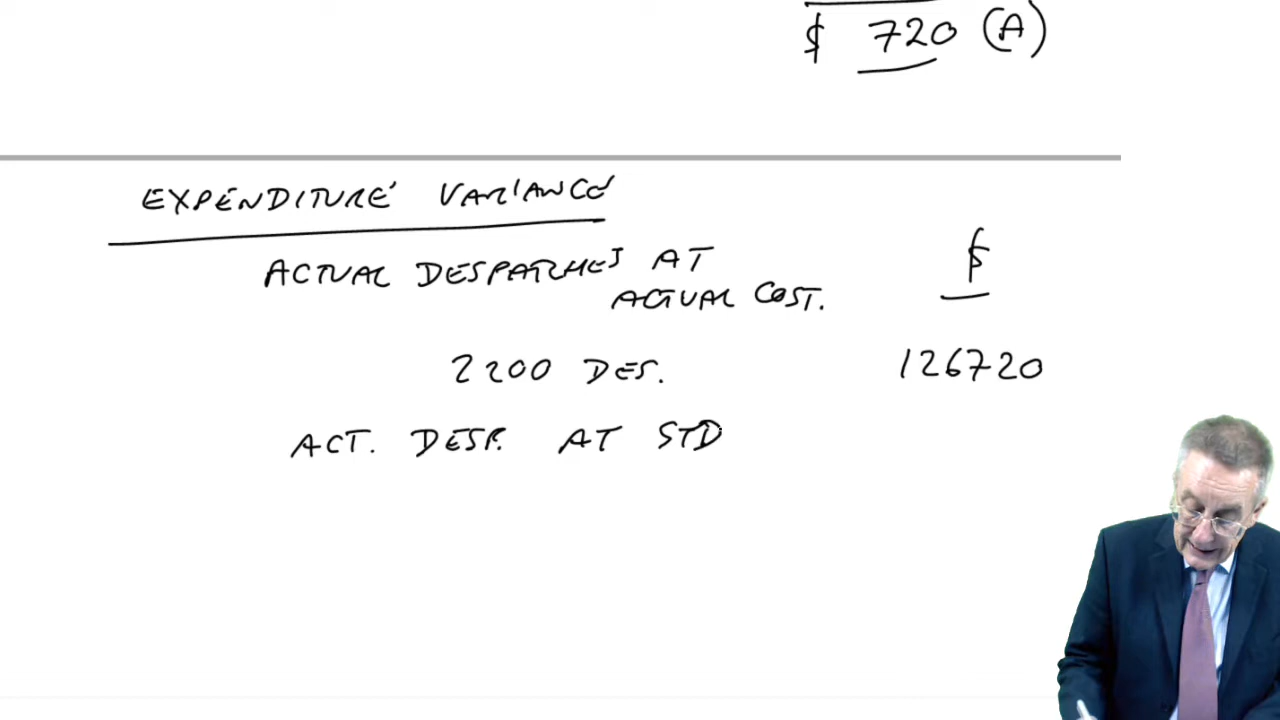 $ 720 (A)
EXPENDITURE VARIANCE
ACTUAL DESPATCHES AT $
ACTUAL COST.
2200 DES. 126720
ACT. DESP. AT STD